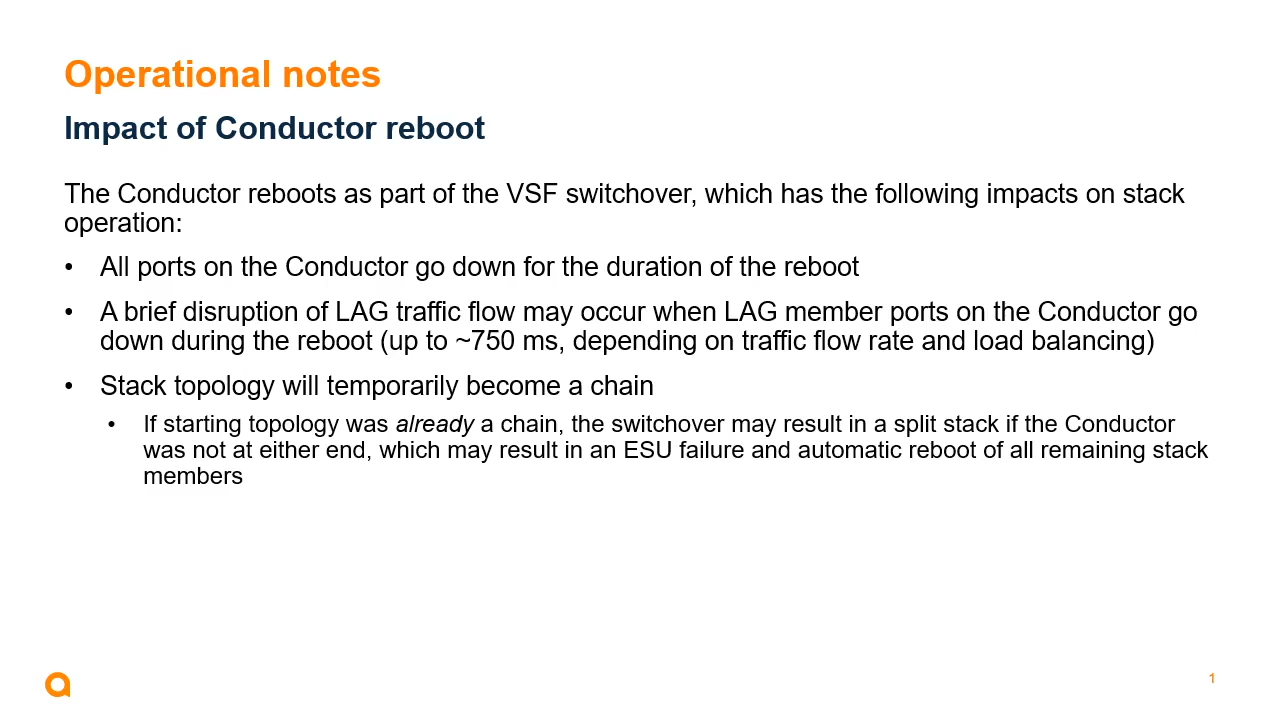 Operational notes
Impact of Conductor reboot
The Conductor reboots as part of the VSF switchover, which has the following impacts on stack
operation:
• All ports on the Conductor go down for the duration of the reboot
• A brief disruption of LAG traffic flow may occur when LAG member ports on the Conductor go
down during the reboot (up to ~750 ms, depending on traffic flow rate and load balancing)
• Stack topology will temporarily become a chain
• If starting topology was already a chain, the switchover may result in a split stack if the Conductor
was not at either end, which may result in an ESU failure and automatic reboot of all remaining stack
members
1